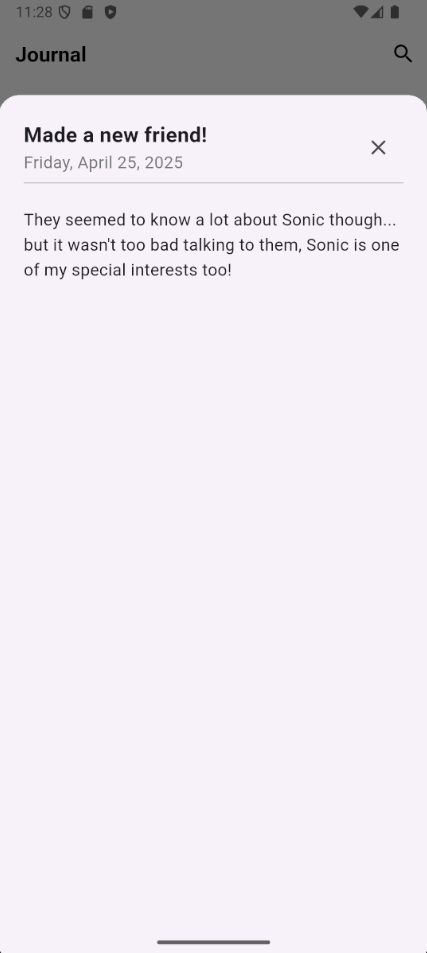 11:28
Journal
Made a new friend!
Friday, April 25, 2025
They seemed to know a lot about Sonic though...
but it wasn't too bad talking to them, Sonic is one
of my special interests too!